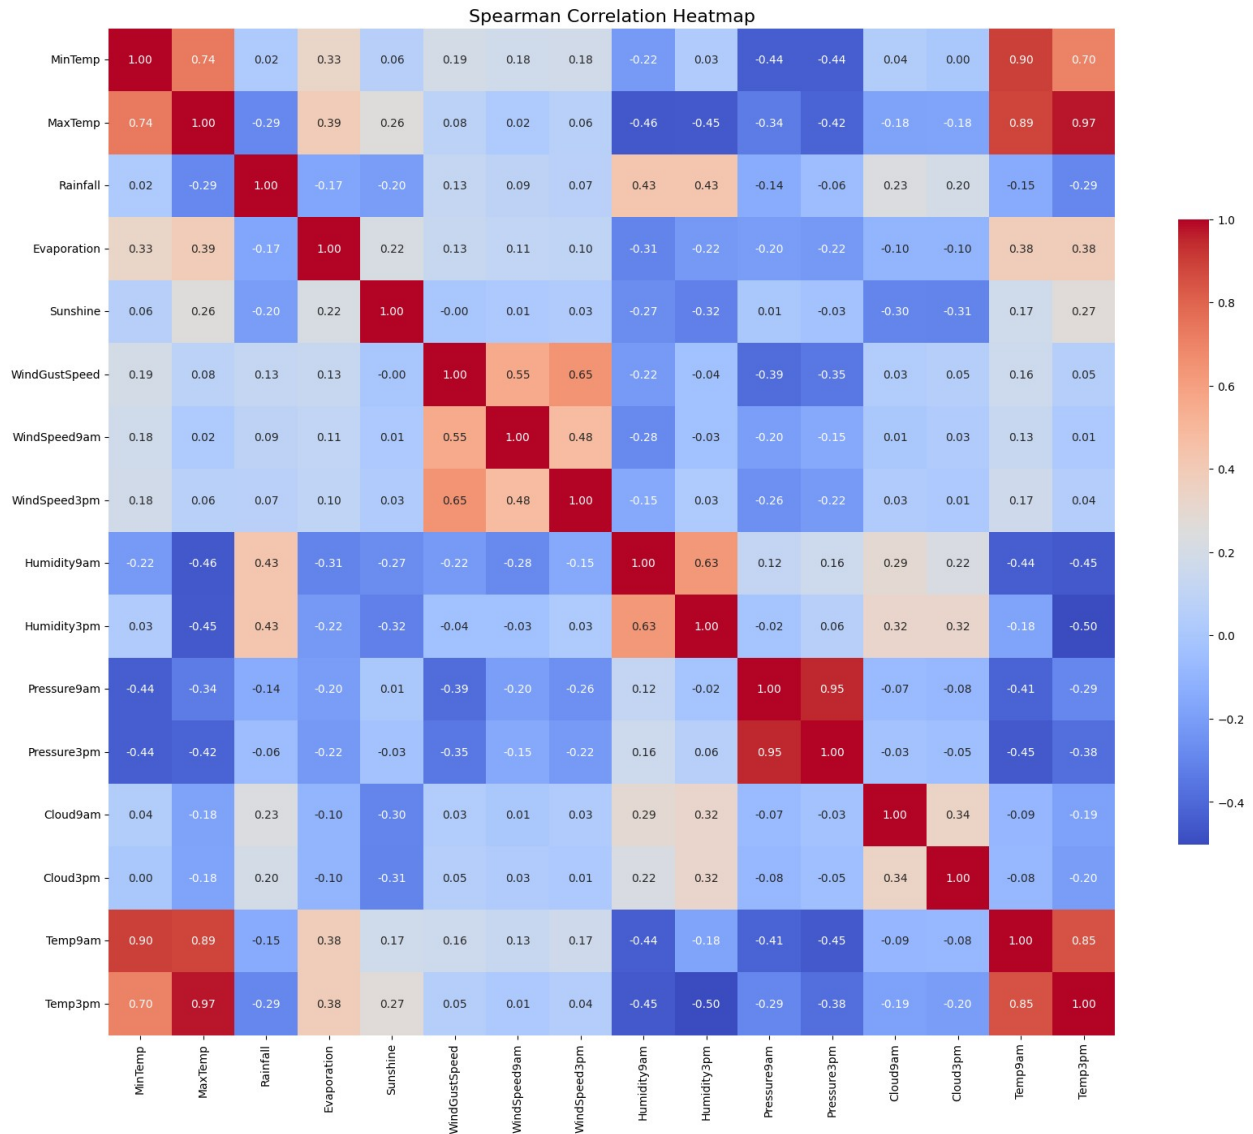 Spearman Correlation Heatmap
MinTemp 1.00 0.74 0.02 0.33 0.06 0.19 0.18 0.18 -0.22 0.03 -0.44 -0.44 0.04 0.00 0.90 0.70
MaxTemp 0.74 1.00 -0.29 0.39 0.26 0.08 0.02 0.06 -0.46 -0.45 -0.34 -0.42 -0.18 -0.18 0.89 0.97
Rainfall 0.02 -0.29 1.00 -0.17 -0.20 0.13 0.09 0.07 0.43 0.43 -0.14 -0.06 0.23 0.20 -0.15 -0.29
Evaporation 0.33 0.39 -0.17 1.00 0.22 0.13 0.11 0.10 -0.31 -0.22 -0.20 -0.22 -0.10 -0.10 0.38 0.38
Sunshine 0.06 0.26 -0.20 0.22 1.00 -0.00 0.01 0.03 -0.27 -0.32 0.01 -0.03 -0.30 -0.31 0.17 0.27
WindGustSpeed 0.19 0.08 0.13 0.13 -0.00 1.00 0.55 0.65 -0.22 -0.04 -0.39 -0.35 0.03 0.05 0.16 0.05
WindSpeed9am 0.18 0.02 0.09 0.11 0.01 0.55 1.00 0.48 -0.28 -0.03 -0.20 -0.15 0.01 0.03 0.13 0.01
WindSpeed3pm 0.18 0.06 0.07 0.10 0.03 0.65 0.48 1.00 -0.15 0.03 -0.26 -0.22 0.03 0.01 0.17 0.04
Humidity9am -0.22 -0.46 0.43 -0.31 -0.27 -0.22 -0.28 -0.15 1.00 0.63 0.12 0.16 0.29 0.22 -0.44 -0.45
Humidity3pm 0.03 -0.45 0.43 -0.22 -0.32 -0.04 -0.03 0.03 0.63 1.00 -0.02 0.06 0.32 0.32 -0.18 -0.50
Pressure9am -0.44 -0.34 -0.14 -0.20 0.01 -0.39 -0.20 -0.26 0.12 -0.02 1.00 0.95 -0.07 -0.08 -0.41 -0.29
Pressure3pm -0.44 -0.42 -0.06 -0.22 -0.03 -0.35 -0.15 -0.22 0.16 0.06 0.95 1.00 -0.03 -0.05 -0.45 -0.38
Cloud9am 0.04 -0.18 0.23 -0.10 -0.30 0.03 0.01 0.03 0.29 0.32 -0.07 -0.03 1.00 0.34 -0.09 -0.19
Cloud3pm 0.00 -0.18 0.20 -0.10 -0.31 0.05 0.03 0.01 0.22 0.32 -0.08 -0.05 0.34 1.00 -0.08 -0.20
Temp9am 0.90 0.89 -0.15 0.38 0.17 0.16 0.13 0.17 -0.44 -0.18 -0.41 -0.45 -0.09 -0.08 1.00 0.85
Temp3pm 0.70 0.97 -0.29 0.38 0.27 0.05 0.01 0.04 -0.45 -0.50 -0.29 -0.38 -0.19 -0.20 0.85 1.00
MinTemp MaxTemp Rainfall Evaporation Sunshine WindGustSpeed WindSpeed9am WindSpeed3pm Humidity9am Humidity3pm Pressure9am Pressure3pm Cloud9am Cloud3pm Temp9am Temp3pm
1.0
0.8
0.6
0.4
0.2
0.0
−0.2
−0.4